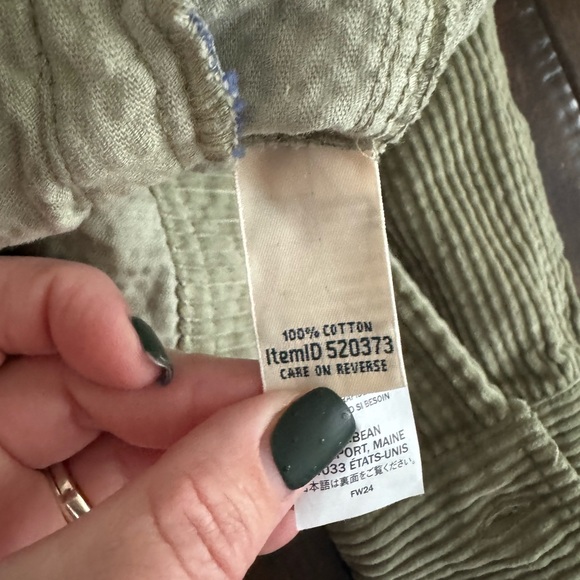 100% COTTON
ItemID 520373
CARE ON REVERSE
SI BESOIN
BEAN
PORT, MAINE
033 ÉTATS-UNIS
本語は裏面をご覧ください。
FW24